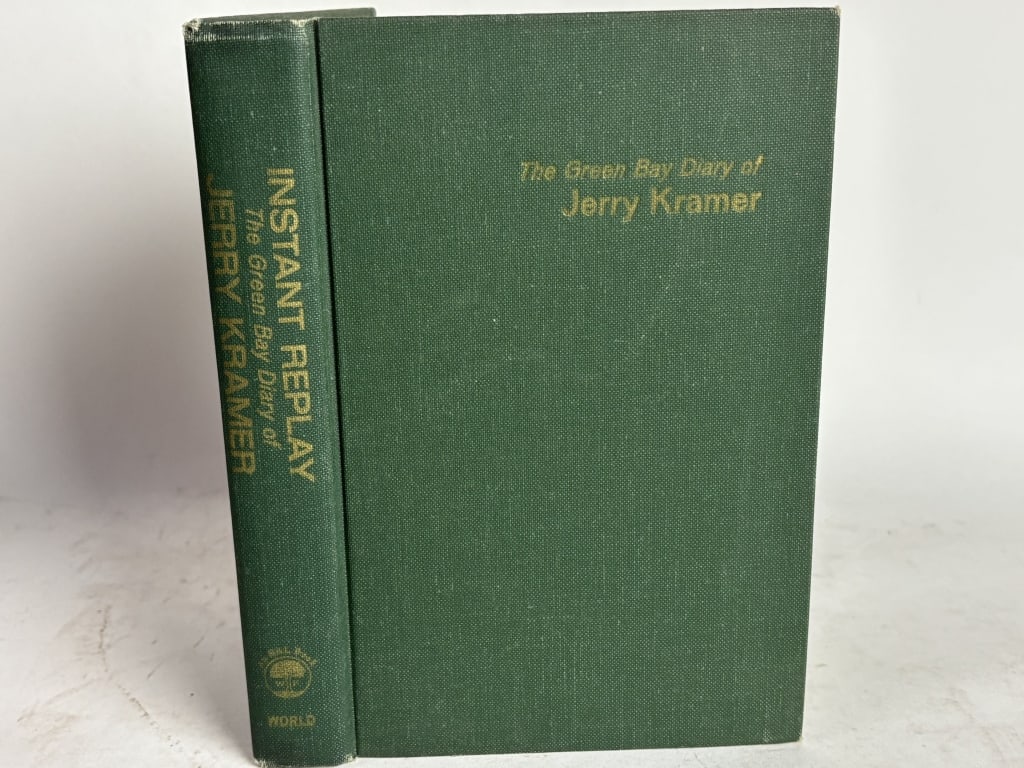 INSTANT REPLAY
The Green Bay Diary of
JERRY KRAMER
WORLD
The Green Bay Diary of
Jerry Kramer